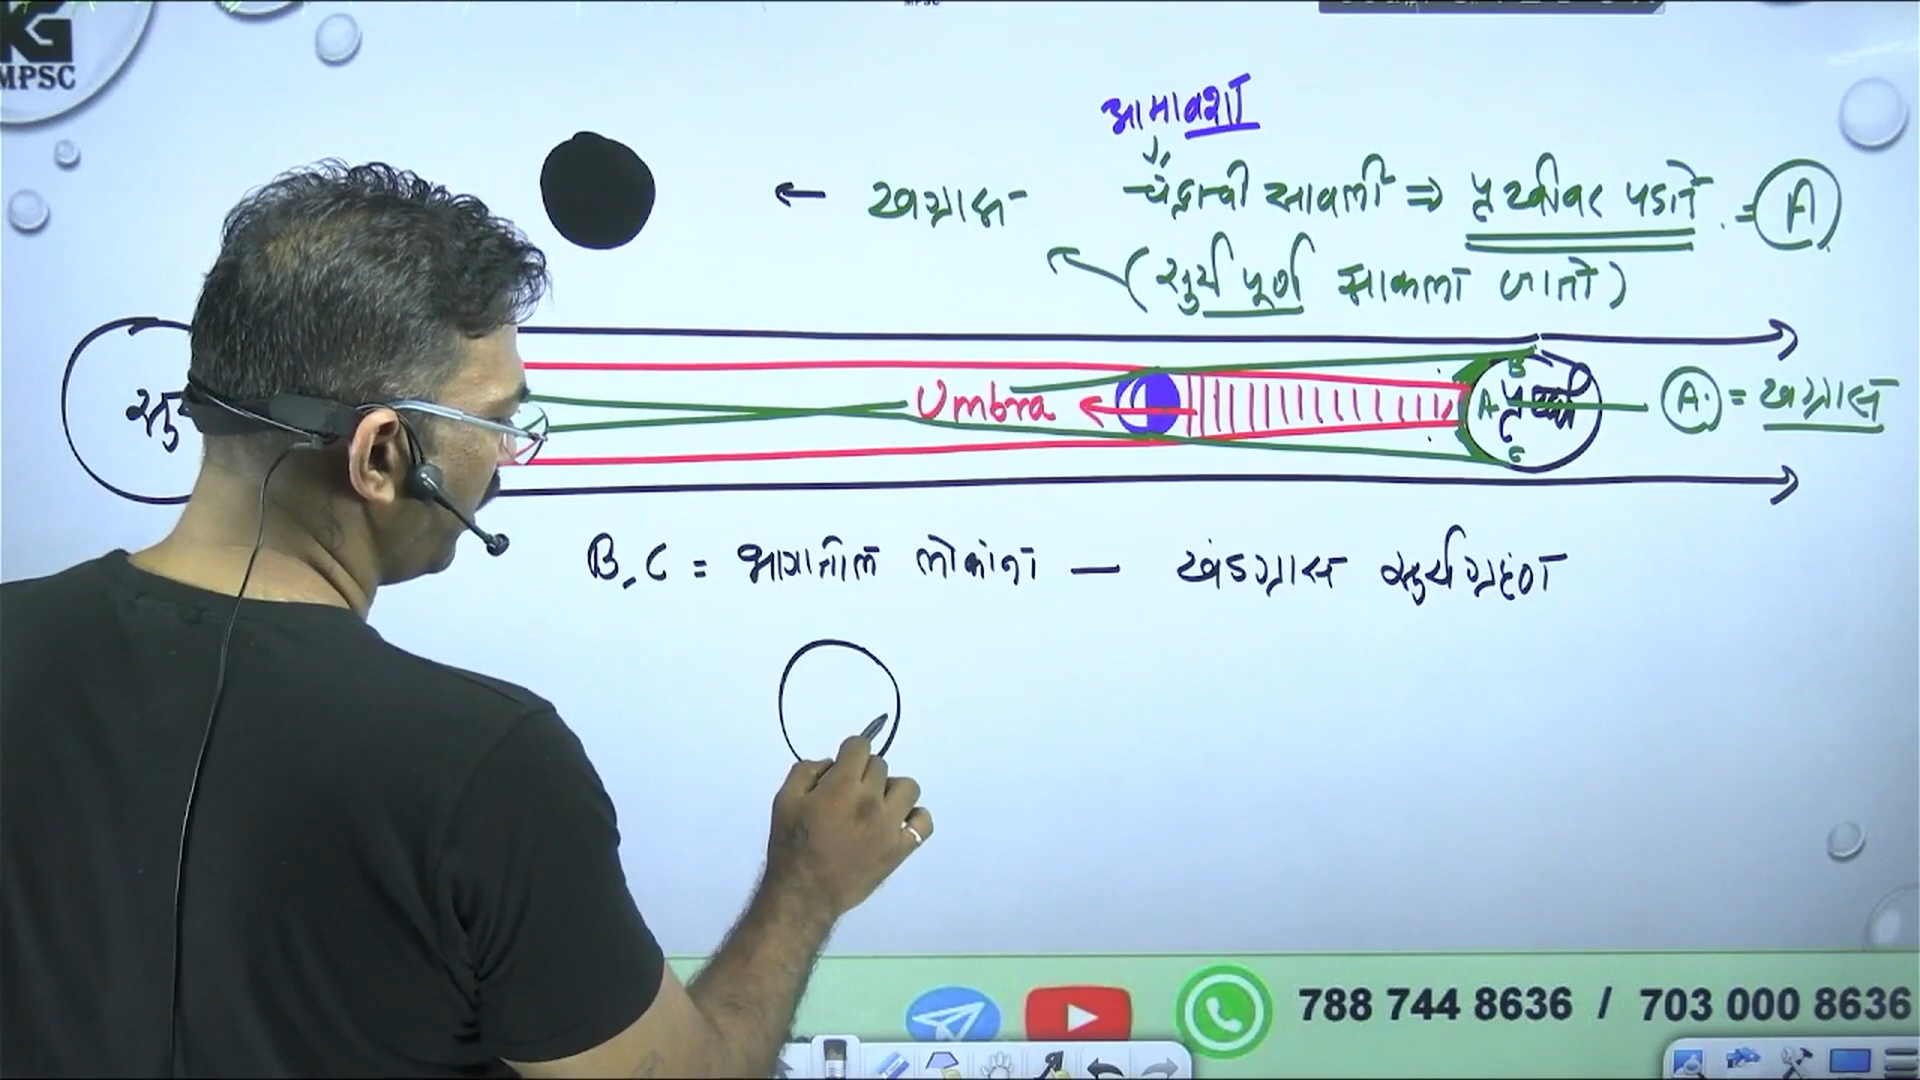 KG
MPSC
आमावशा
← खग्रास चंद्राची सावली ⇒ पृथ्वीवर पडते = A
(सुर्य पूर्ण झाकला जातो)
सु
Umbra
B
A
पृथ्वी
C
A = खग्रास
B, C = भागातील लोकांना — खंडग्रास सुर्यग्रहण
788 744 8636 / 703 000 8636